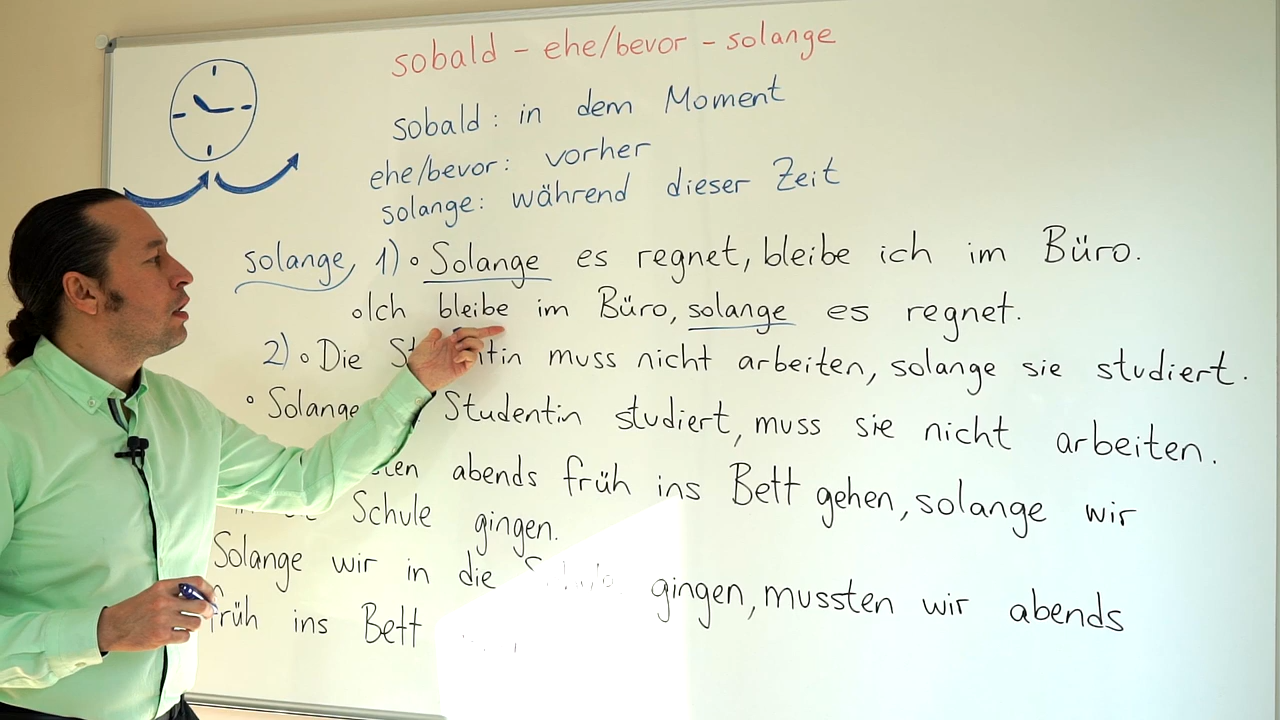 sobald - ehe/bevor - solange
sobald: in dem Moment
ehe/bevor: vorher
solange: während dieser Zeit
solange, 1) ∘ Solange es regnet, bleibe ich im Büro.
∘ Ich bleibe im Büro, solange es regnet.
2) ∘ Die muss nicht arbeiten, solange sie studiert.
∘ Solange Studentin studiert, muss sie nicht arbeiten.
abends früh ins Bett gehen, solange wir
Schule gingen.
Solange wir in die gingen, mussten wir abends
früh ins Bett